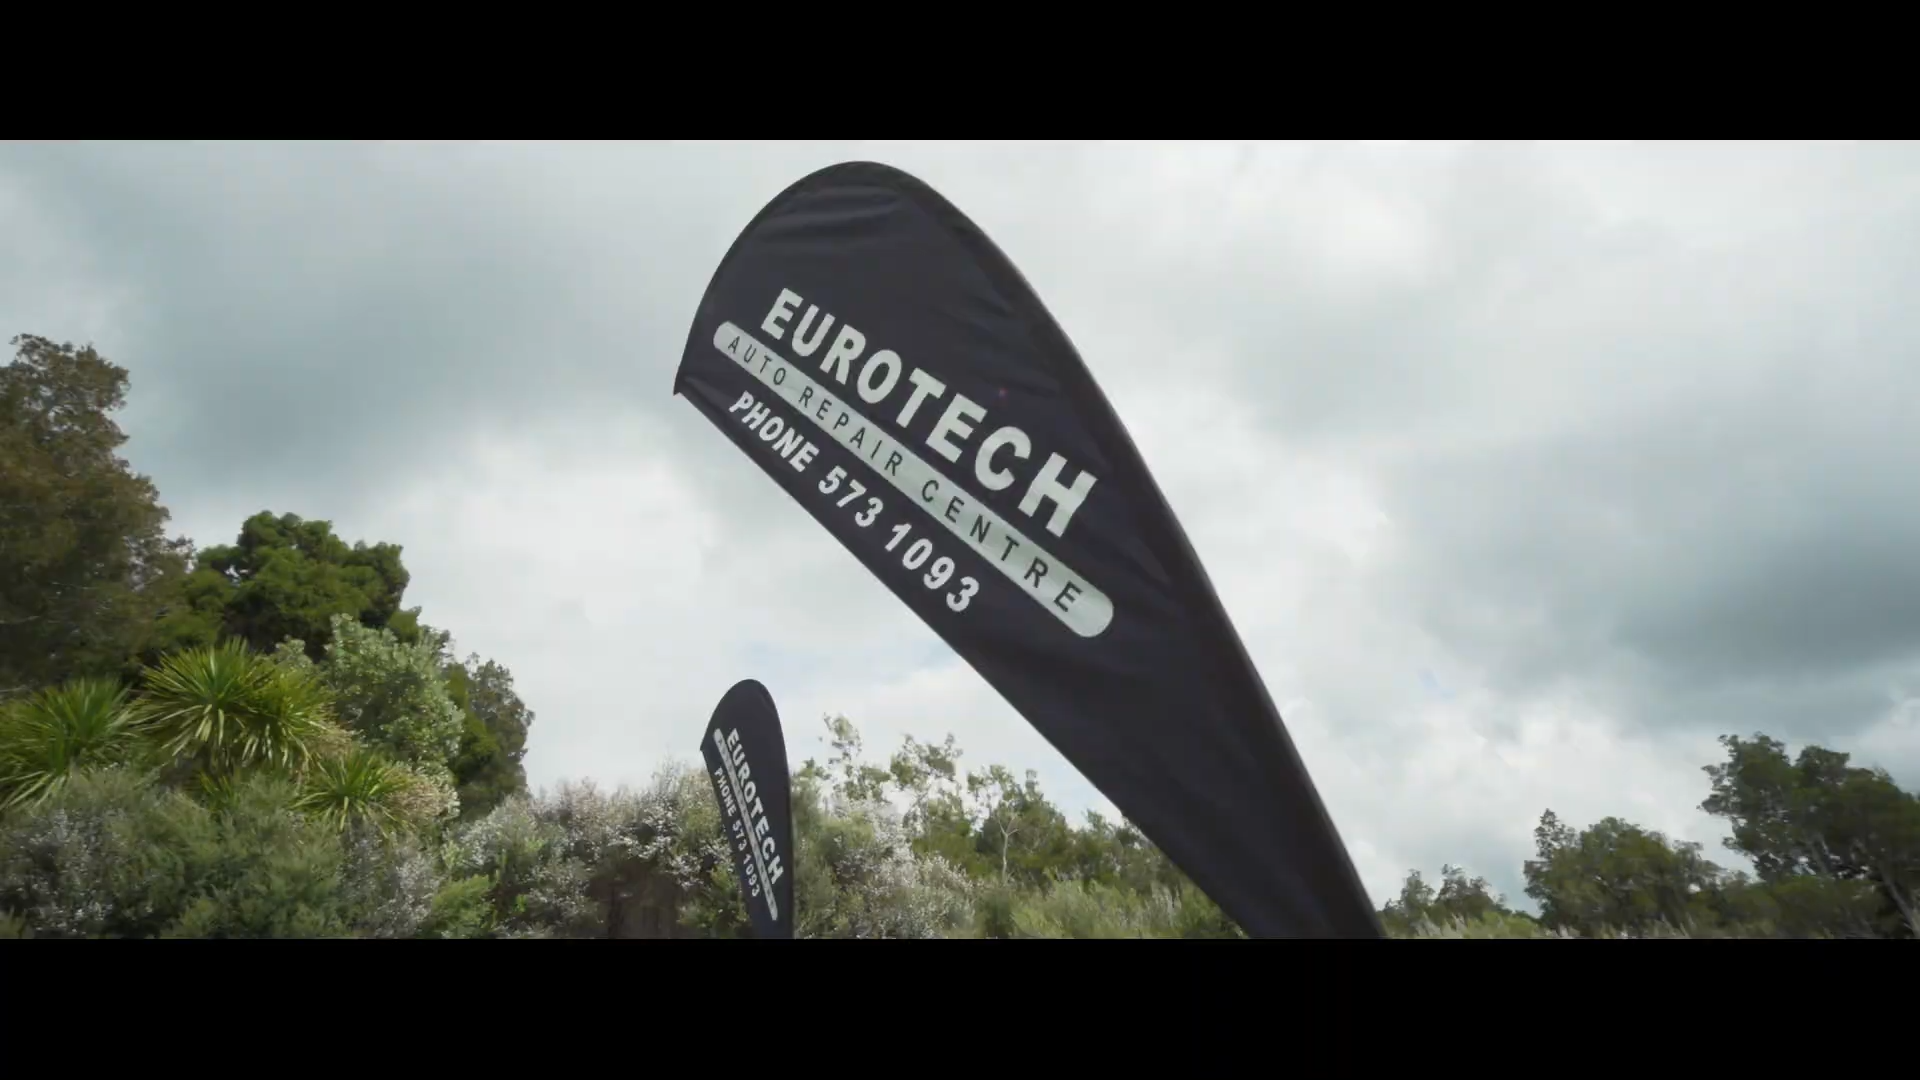 EUROTECH
AUTO REPAIR CENTRE
PHONE 573 1093
EUROTECH
PHONE 573 1093